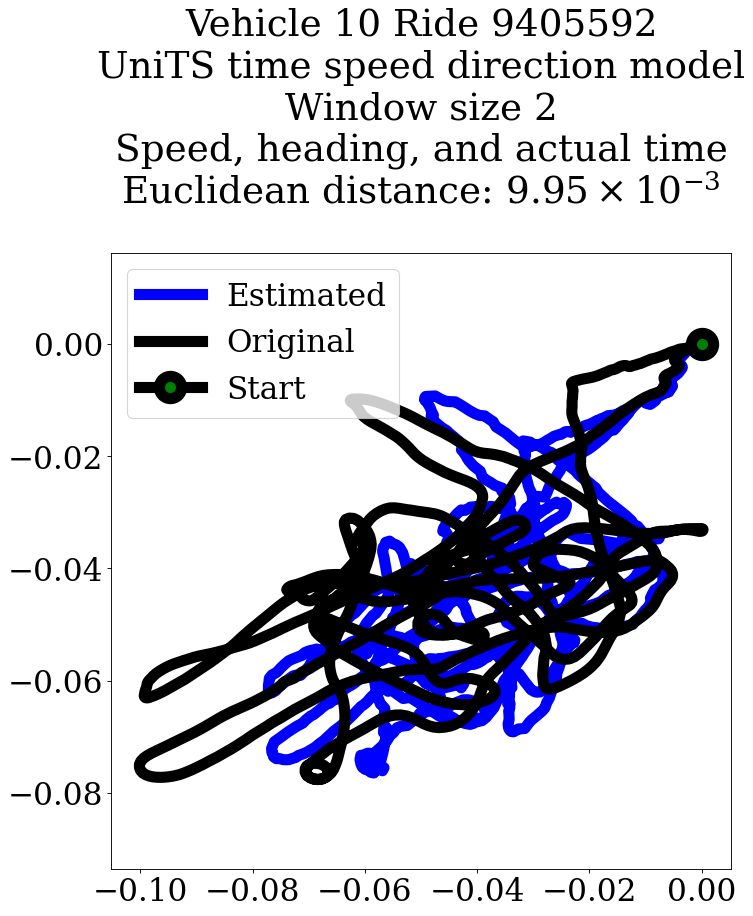 Vehicle 10 Ride 9405592
UniTS time speed direction model
Window size 2
Speed, heading, and actual time
Euclidean distance: 9.95 × 10⁻³
Estimated
Original
Start
0.00
−0.02
−0.04
−0.06
−0.08
−0.10 −0.08 −0.06 −0.04 −0.02 0.00